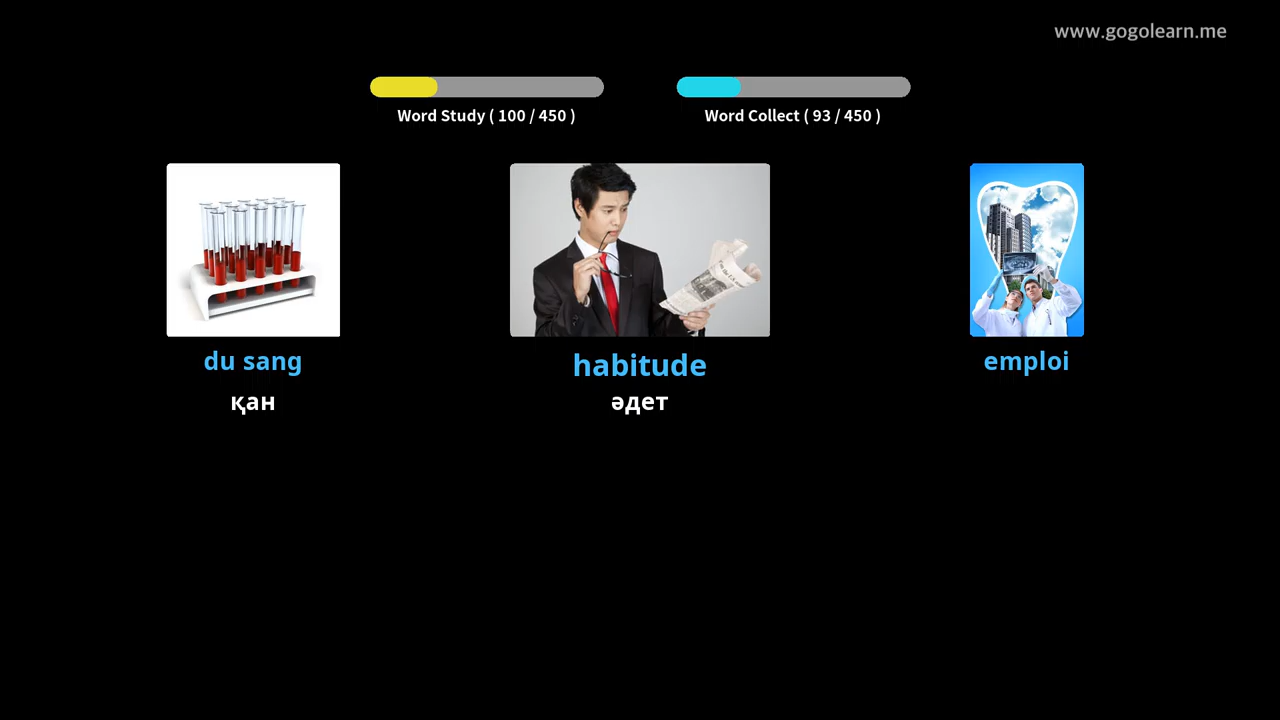 www.gogolearn.me
Word Study ( 100 / 450 )
Word Collect ( 93 / 450 )
du sang
қан
habitude
әдет
emploi